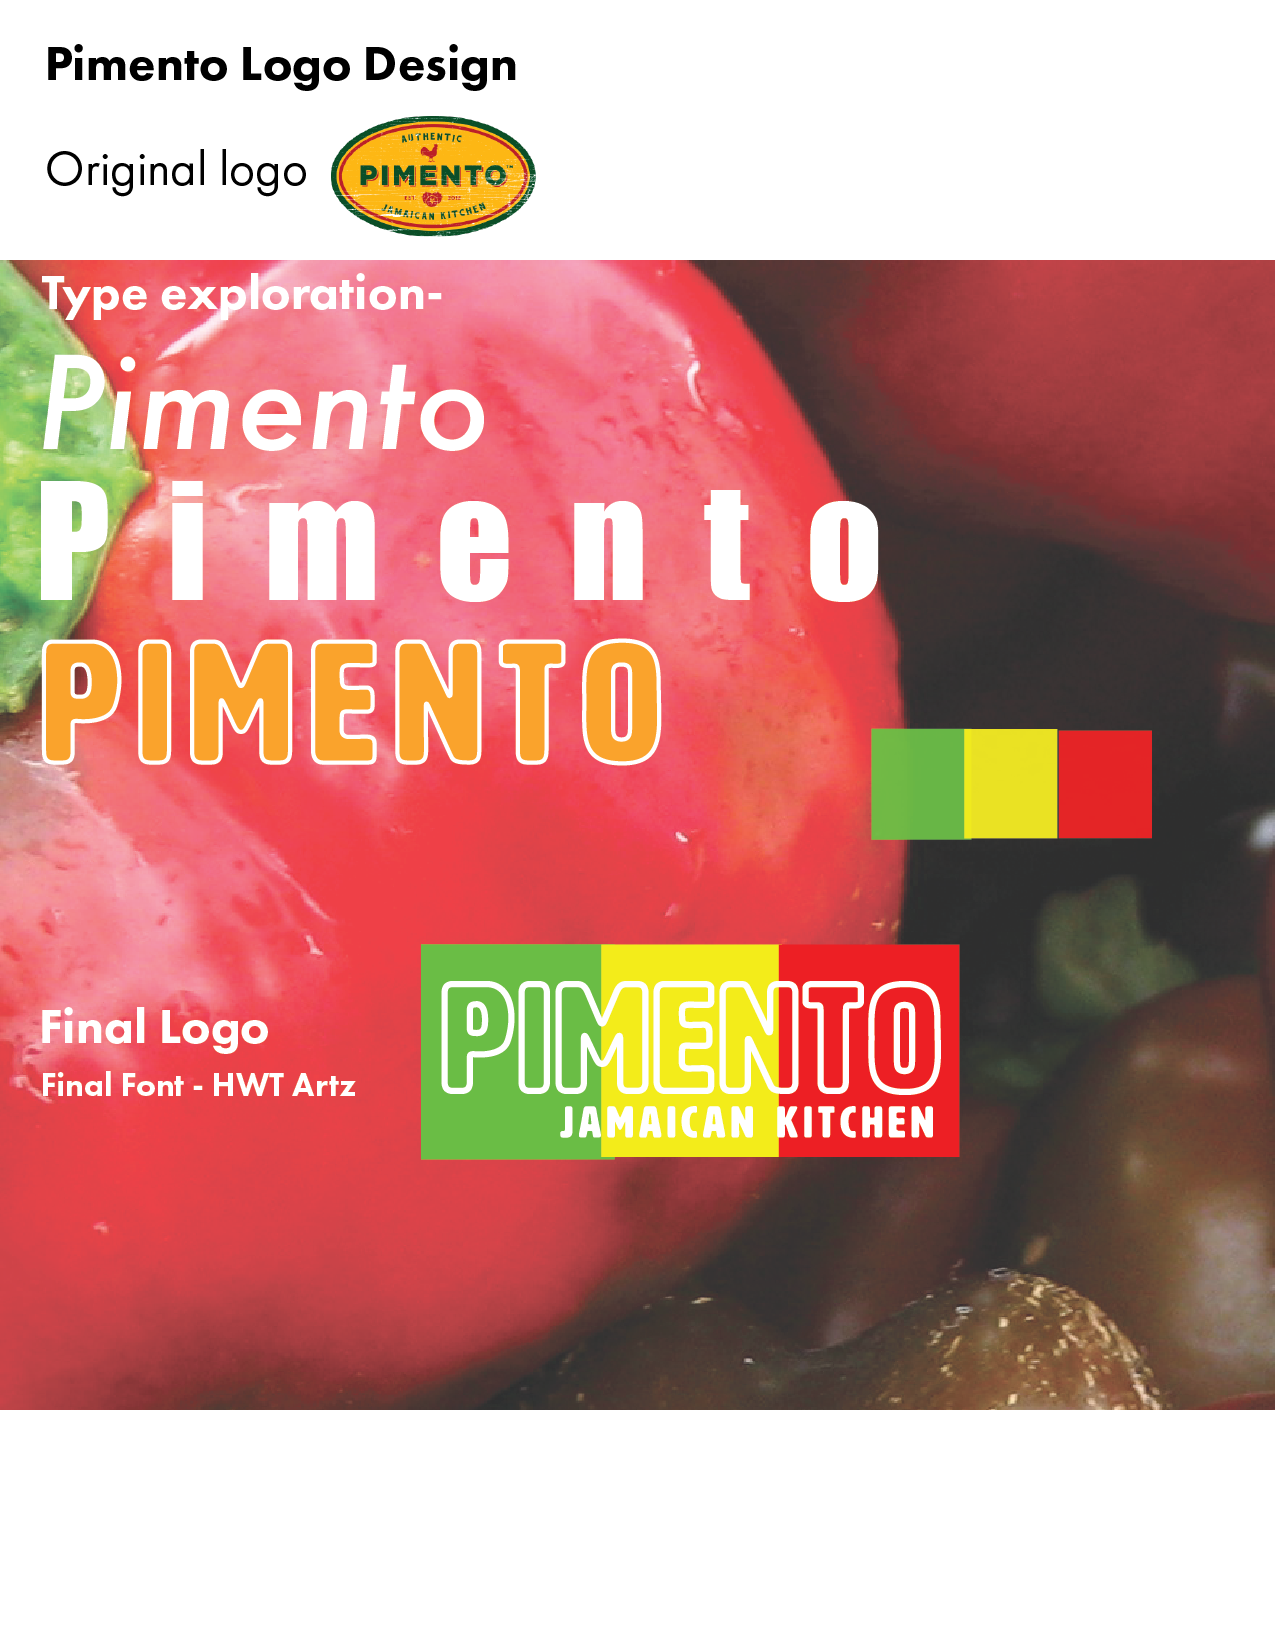 Pimento Logo Design
Original logo
AUTHENTIC
PIMENTO™
EST. 2012
JAMAICAN KITCHEN
Type exploration-
Pimento
Pimento
PIMENTO
Final Logo
Final Font - HWT Artz
PIMENTO
JAMAICAN KITCHEN